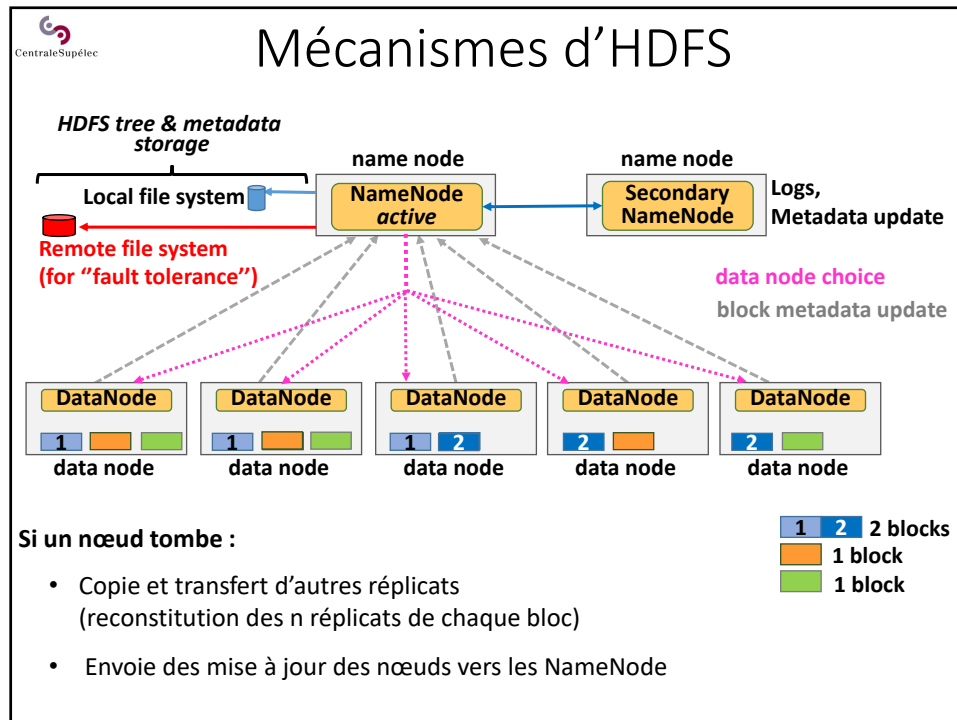 CentraleSupélec
Mécanismes d’HDFS
HDFS tree & metadata
storage
Local file system
Remote file system
(for ‘‘fault tolerance’’)
name node
NameNode
active
name node
Secondary
NameNode
Logs,
Metadata update
data node choice
block metadata update
DataNode
1
data node
DataNode
1
data node
DataNode
1 2
data node
DataNode
2
data node
DataNode
2
data node
Si un nœud tombe :
• Copie et transfert d’autres réplicats
(reconstitution des n réplicats de chaque bloc)
• Envoie des mise à jour des nœuds vers les NameNode
1 2 2 blocks
1 block
1 block